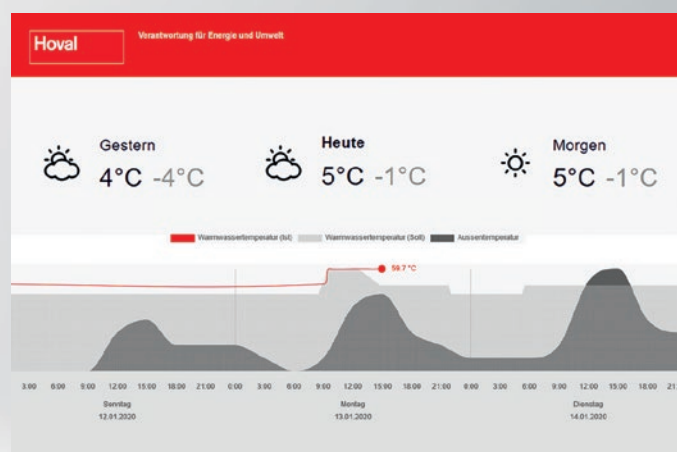 Hoval
Verantwortung für Energie und Umwelt
Gestern
4°C -4°C
Heute
5°C -1°C
Morgen
5°C -1°C
Warmwassertemperatur (Ist) Warmwassertemperatur (Soll) Aussentemperatur
59.7 °C
3:00 6:00 9:00 12:00 15:00 18:00 21:00 0:00 3:00 6:00 9:00 12:00 15:00 18:00 21:00 0:00 3:00 6:00 9:00 12:00 15:00 18:00
Sonntag Montag Dienstag
12.01.2020 13.01.2020 14.01.2020